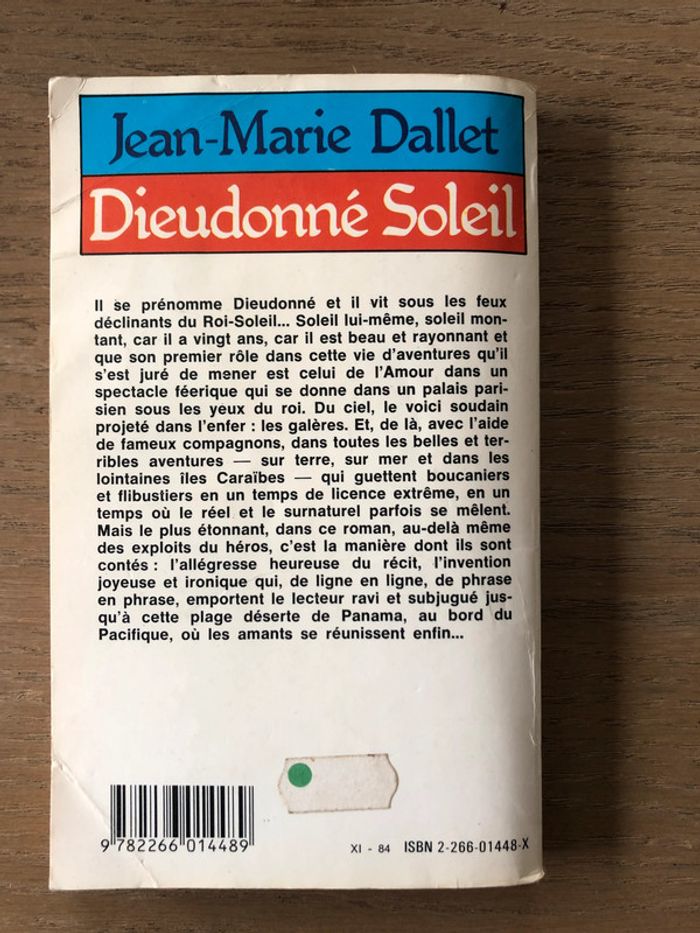 Jean-Marie Dallet
Dieudonné Soleil
Il se prénomme Dieudonné et il vit sous les feux
déclinants du Roi-Soleil... Soleil lui-même, soleil mon-
tant, car il a vingt ans, car il est beau et rayonnant et
que son premier rôle dans cette vie d'aventures qu'il
s'est juré de mener est celui de l'Amour dans un
spectacle féerique qui se donne dans un palais pari-
sien sous les yeux du roi. Du ciel, le voici soudain
projeté dans l'enfer : les galères. Et, de là, avec l'aide
de fameux compagnons, dans toutes les belles et ter-
ribles aventures — sur terre, sur mer et dans les
lointaines îles Caraïbes — qui guettent boucaniers
et flibustiers en un temps de licence extrême, en un
temps où le réel et le surnaturel parfois se mêlent.
Mais le plus étonnant, dans ce roman, au-delà même
des exploits du héros, c'est la manière dont ils sont
contés : l'allégresse heureuse du récit, l'invention
joyeuse et ironique qui, de ligne en ligne, de phrase
en phrase, emportent le lecteur ravi et subjugué jus-
qu'à cette plage déserte de Panama, au bord du
Pacifique, où les amants se réunissent enfin...
9 782266 014489
XI - 84 ISBN 2-266-01448-X